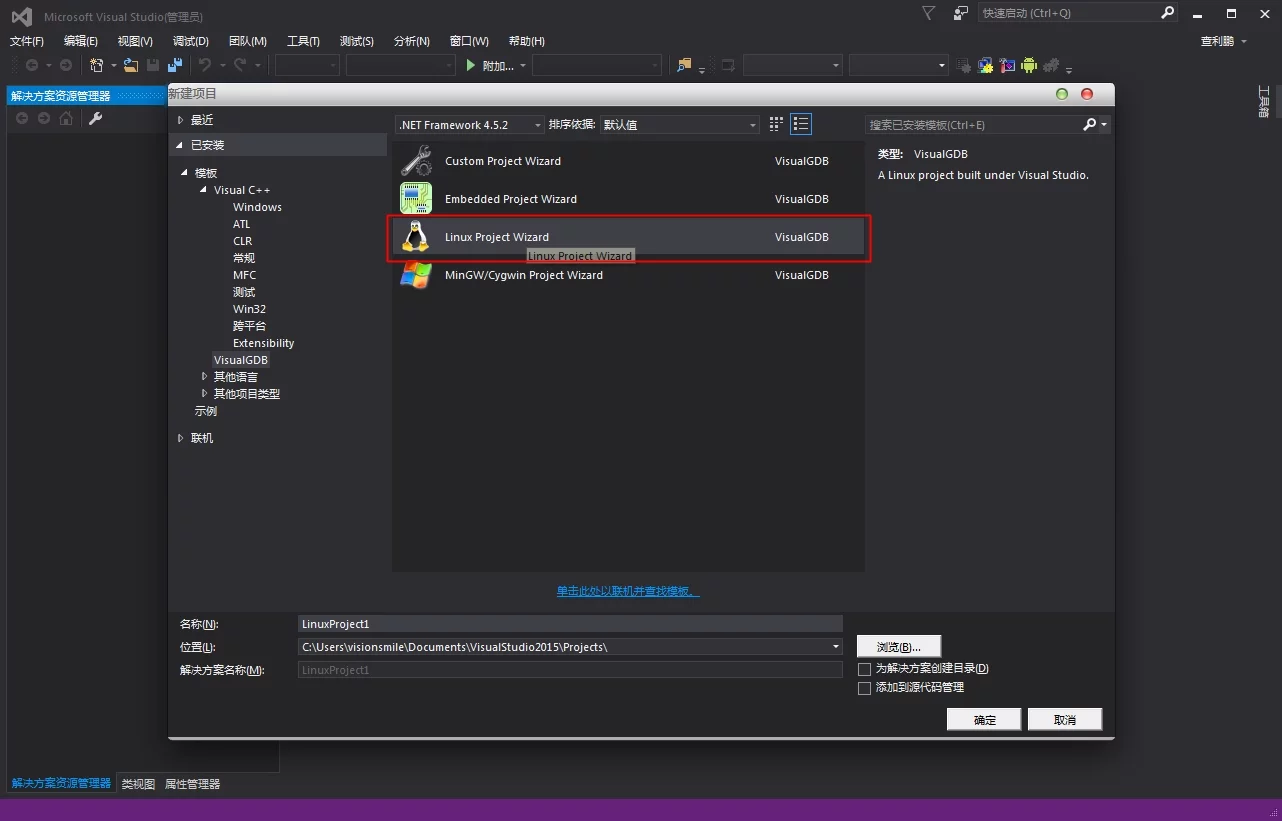 Microsoft Visual Studio(管理员)
快速启动 (Ctrl+Q)
文件(F) 编辑(E) 视图(V) 调试(D) 团队(M) 工具(T) 测试(S) 分析(N) 窗口(W) 帮助(H) 查利鹏
附加...
解决方案资源管理器
新建项目
工具箱
最近
.NET Framework 4.5.2 排序依据: 默认值
搜索已安装模板(Ctrl+E)
已安装
模板
Visual C++
Windows
ATL
CLR
常规
MFC
测试
Win32
跨平台
Extensibility
VisualGDB
其他语言
其他项目类型
示例
联机
Custom Project Wizard VisualGDB
Embedded Project Wizard VisualGDB
Linux Project Wizard VisualGDB
Linux Project Wizard
MinGW/Cygwin Project Wizard VisualGDB
类型: VisualGDB
A Linux project built under Visual Studio.
单击此处以联机并查找模板。
名称(N): LinuxProject1
位置(L): C:\Users\visionsmile\Documents\VisualStudio2015\Projects\ 浏览(B)...
解决方案名称(M): LinuxProject1
为解决方案创建目录(D)
添加到源代码管理
确定 取消
解决方案资源管理器 类视图 属性管理器